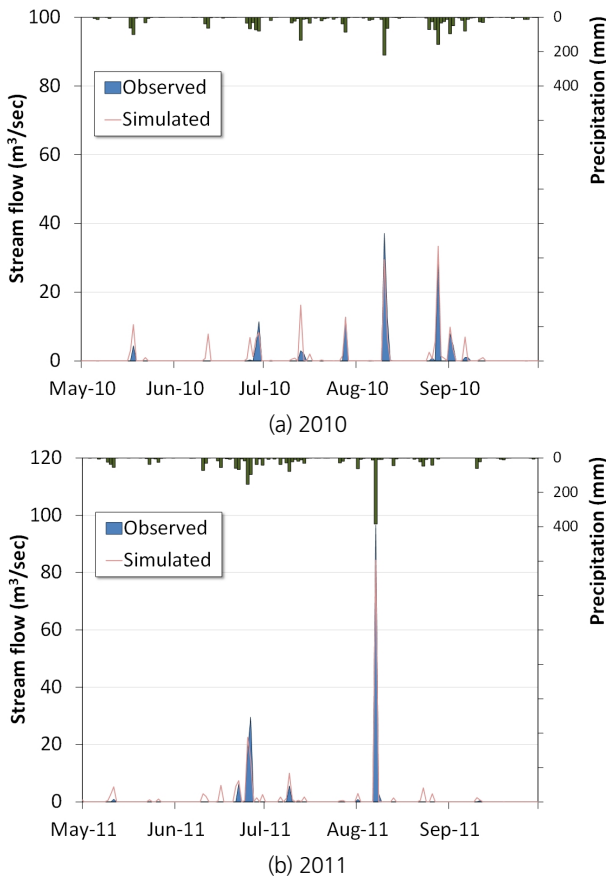 100
80
60
40
20
0
Stream flow (m³/sec)
Observed
Simulated
0
200
400
Precipitation (mm)
May-10 Jun-10 Jul-10 Aug-10 Sep-10
(a) 2010
120
100
80
60
40
20
0
Stream flow (m³/sec)
Observed
Simulated
0
100
200
300
400
Precipitation (mm)
May-11 Jun-11 Jul-11 Aug-11 Sep-11
(b) 2011